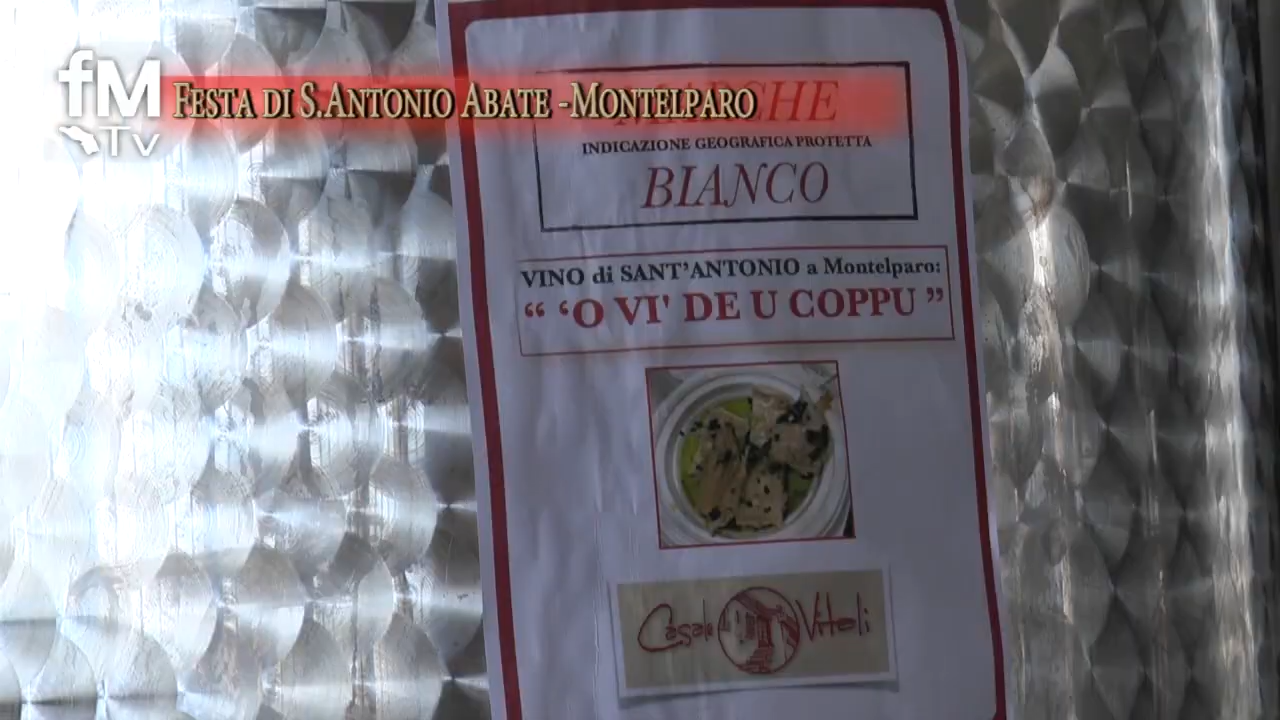 fM
Tv
FESTA DI S.ANTONIO ABATE -MONTELPARO
MARCHE
INDICAZIONE GEOGRAFICA PROTETTA
BIANCO
VINO di SANT'ANTONIO a Montelparo:
“ ‘O VI' DE U COPPU ”
Casale Vitali